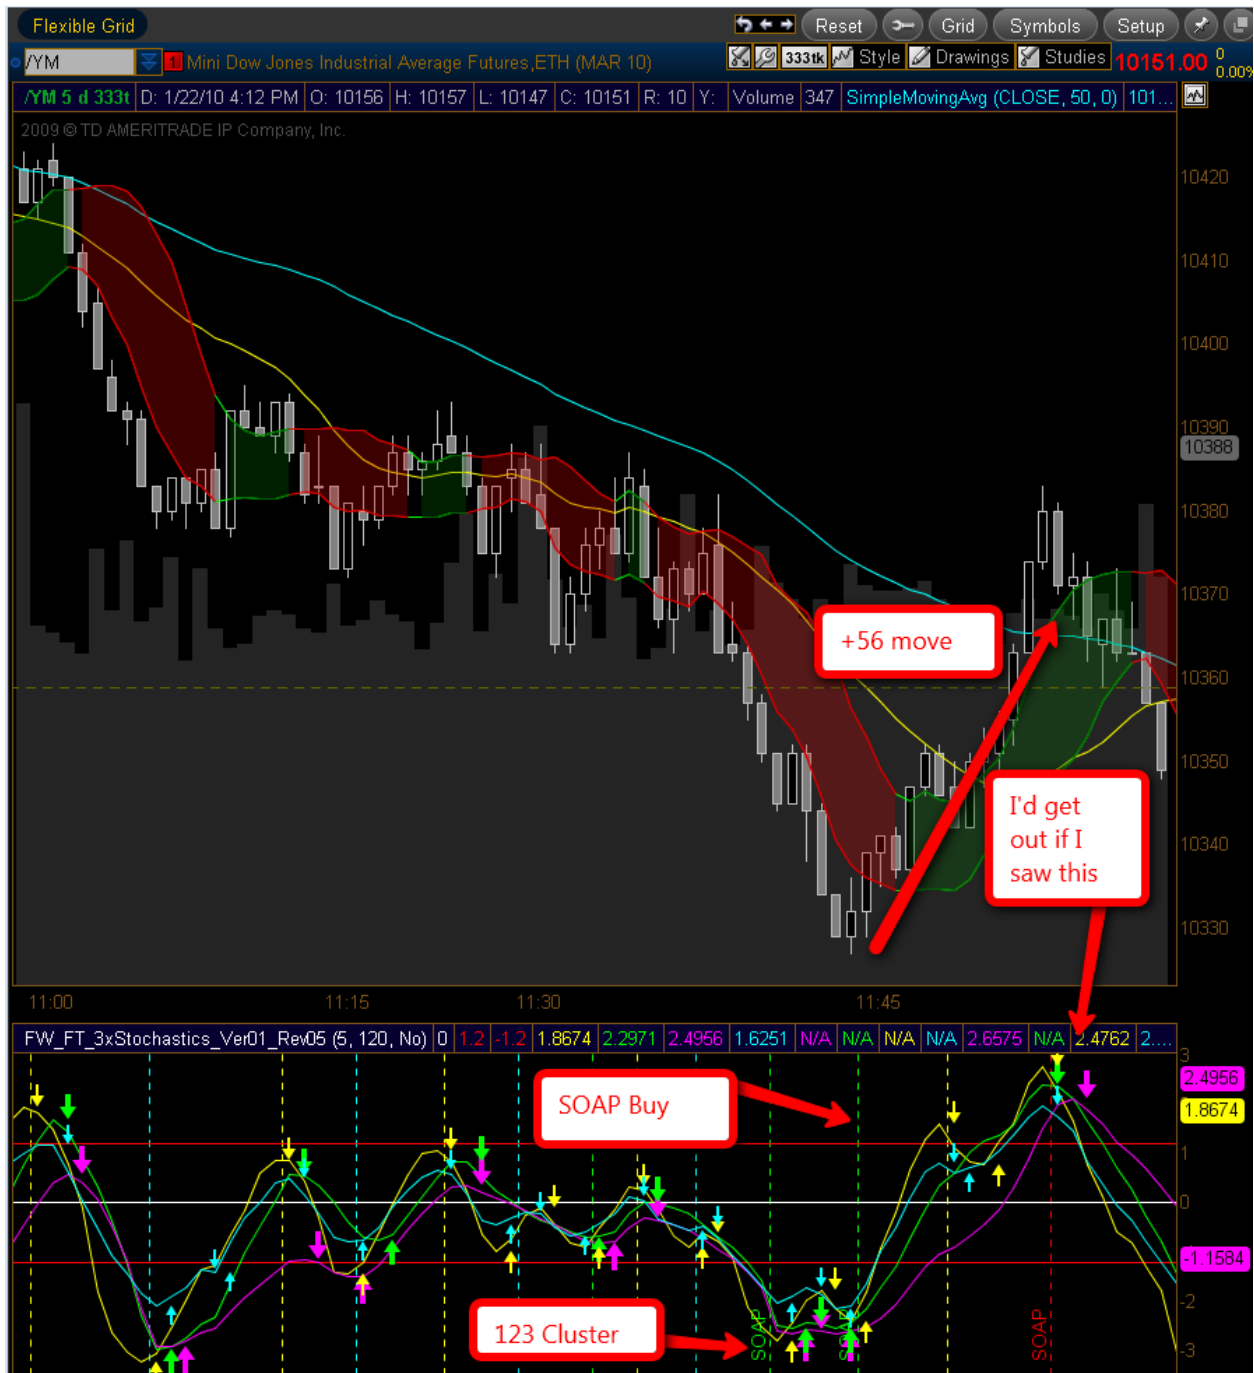 Flexible Grid
Reset
Grid
Symbols
Setup
/YM
1
Mini Dow Jones Industrial Average Futures,ETH (MAR 10)
333tk
Style
Drawings
Studies
10151.00
0
0.00%
/YM 5 d 333t
D: 1/22/10 4:12 PM
O: 10156
H: 10157
L: 10147
C: 10151
R: 10
Y:
Volume
347
SimpleMovingAvg (CLOSE, 50, 0)
101...
2009 © TD AMERITRADE IP Company, Inc.
10420
10410
10400
10390
10388
10380
10370
+56 move
10360
10350
I'd get
out if I
saw this
10340
10330
11:00
11:15
11:30
11:45
FW_FT_3xStochastics_Ver01_Rev05 (5, 120, No)
0
1.2
-1.2
1.8674
2.2971
2.4956
1.6251
N/A
N/A
N/A
N/A
2.6575
N/A
2.4762
2....
3
2.4956
SOAP Buy
1.8674
1
0
-1.1584
-2
123 Cluster
SOAP
SOAP
SOAP
-3